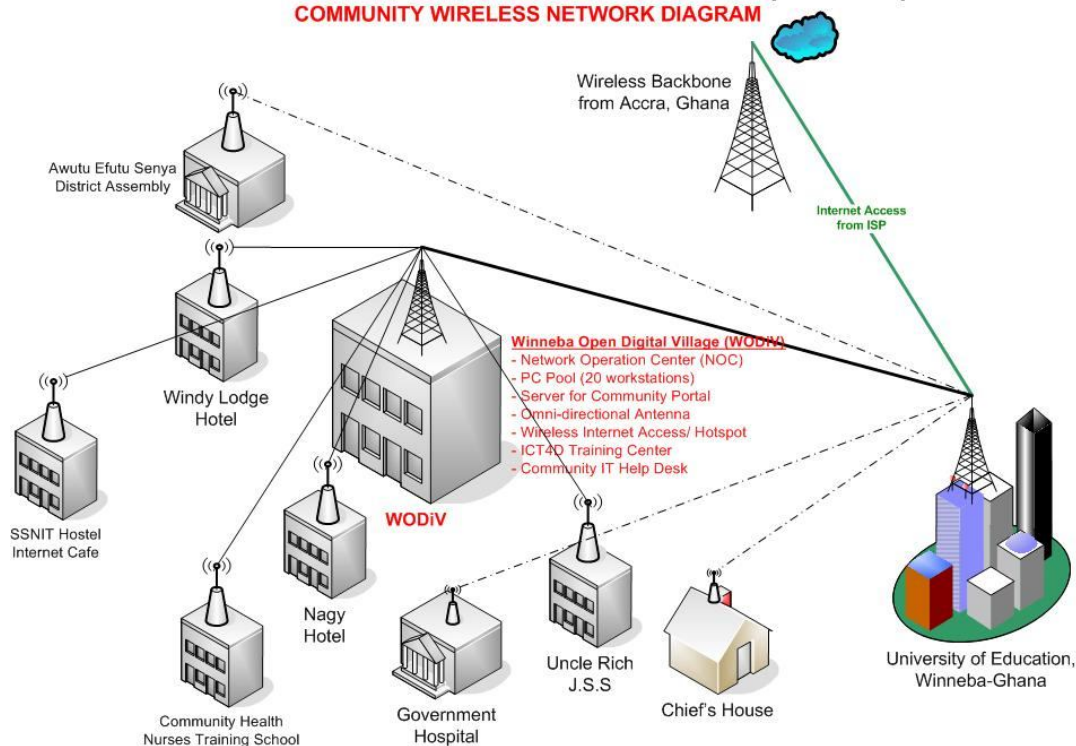 COMMUNITY WIRELESS NETWORK DIAGRAM
Wireless Backbone
from Accra, Ghana
Awutu Efutu Senya
District Assembly
Internet Access
from ISP
Winneba Open Digital Village (WODiV)
- Network Operation Center (NOC)
- PC Pool (20 workstations)
- Server for Community Portal
- Omni-directional Antenna
- Wireless Internet Access/ Hotspot
- ICT4D Training Center
- Community IT Help Desk
Windy Lodge
Hotel
WODiV
SSNIT Hostel
Internet Cafe
Nagy
Hotel
Uncle Rich
J.S.S
University of Education,
Winneba-Ghana
Chief's House
Government
Hospital
Community Health
Nurses Training School